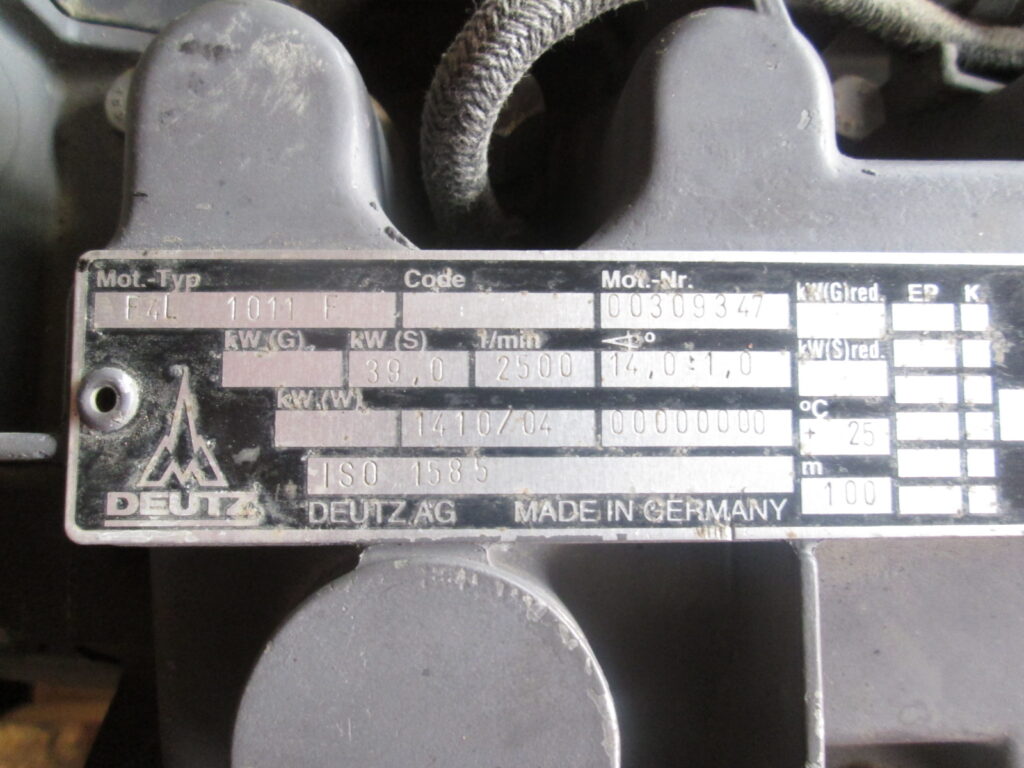 Mot.-Typ Code Mot.-Nr. kW(G)red. EP K
F4L 1011 F 00309347
kW (G) kW (S) 1/min ∢° kW(S)red.
39,0 2500 14,0±1,0
kW (W) °C
1410/04 00000000 + 25
ISO 1585 m
DEUTZ DEUTZ AG MADE IN GERMANY 100